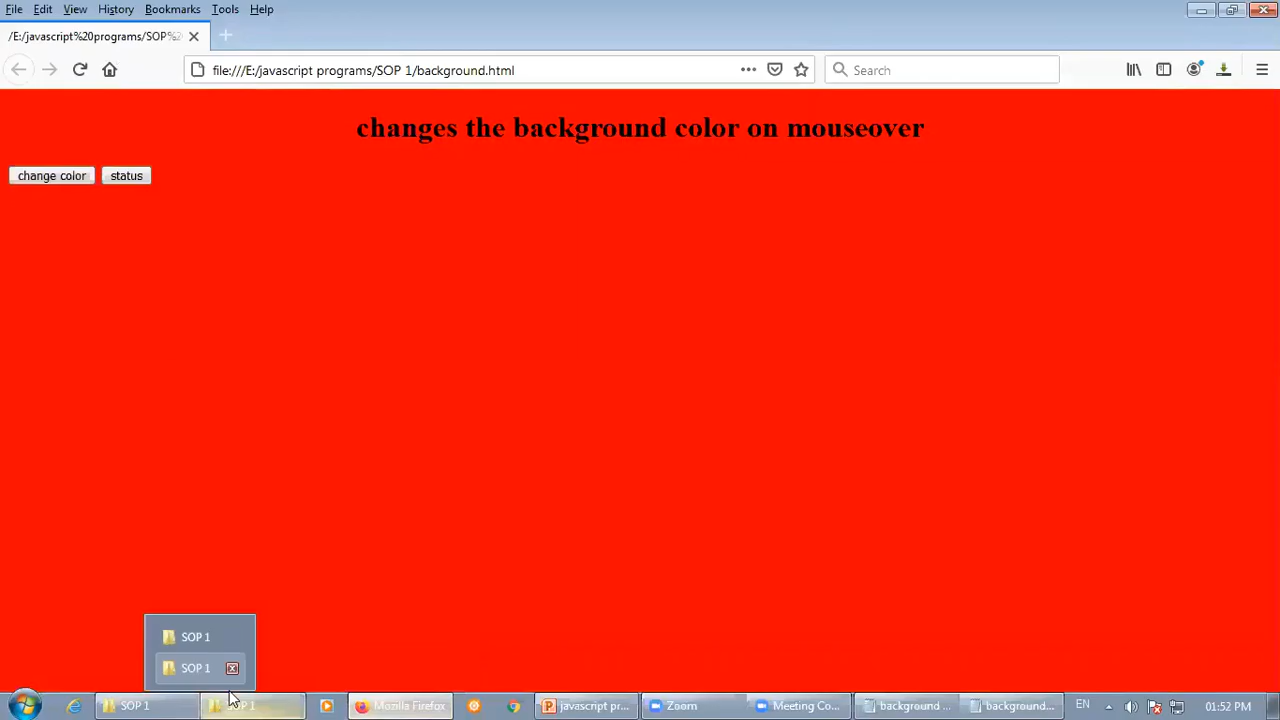 File Edit View History Bookmarks Tools Help
/E:/javascript%20programs/SOP%2
file:///E:/javascript programs/SOP 1/background.html
Search
changes the background color on mouseover
change color status
SOP 1
SOP 1
SOP 1
Mozilla Firefox
javascript pr...
Zoom
Meeting Co...
background ...
background...
EN
01:52 PM